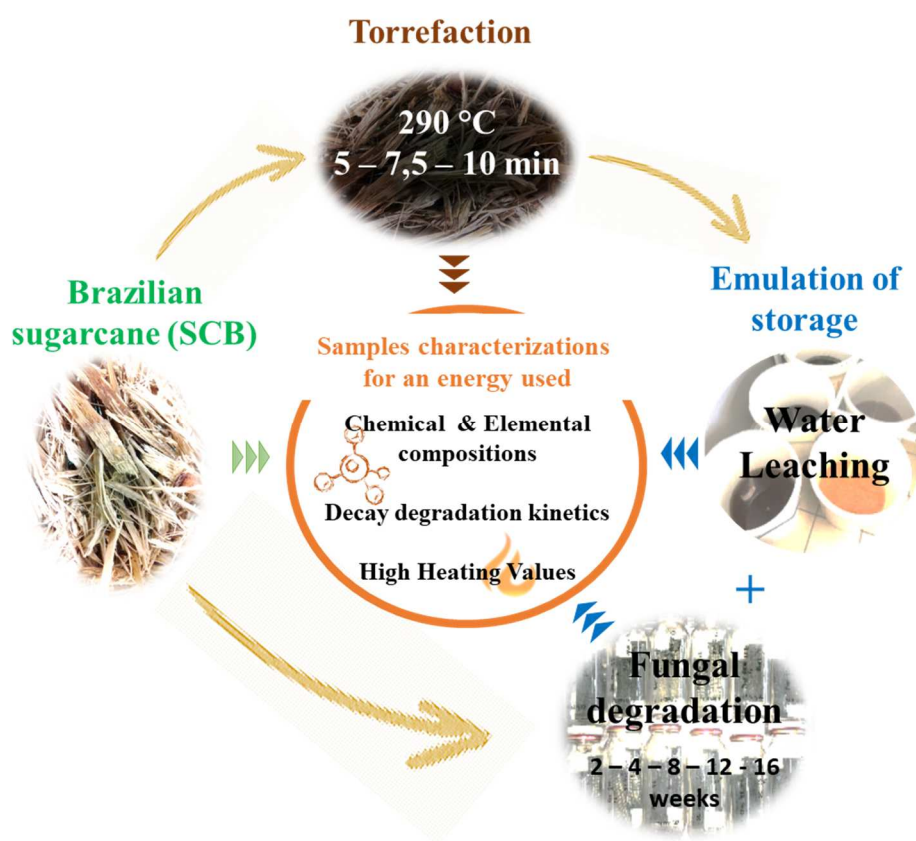 Torrefaction
290 °C
5 – 7,5 – 10 min
Brazilian
sugarcane (SCB)
Emulation of
storage
Samples characterizations
for an energy used
Chemical & Elemental
compositions
Decay degradation kinetics
High Heating Values
Water
Leaching
+
Fungal
degradation
2 – 4 – 8 – 12 - 16
weeks